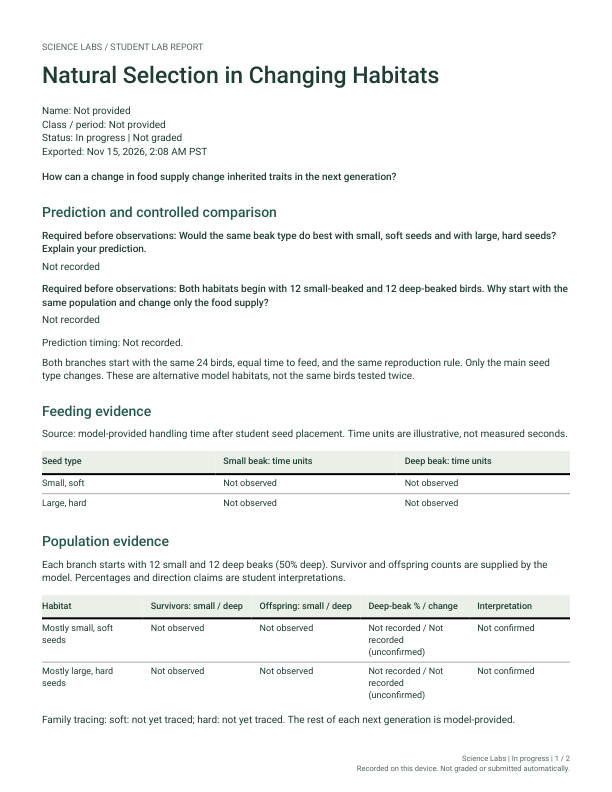 SCIENCE LABS / STUDENT LAB REPORT
Natural Selection in Changing Habitats
Name: Not provided
Class / period: Not provided
Status: In progress | Not graded
Exported: Nov 15, 2026, 2:08 AM PST
How can a change in food supply change inherited traits in the next generation?
Prediction and controlled comparison
Required before observations: Would the same beak type do best with small, soft seeds and with large, hard seeds?
Explain your prediction.
Not recorded
Required before observations: Both habitats begin with 12 small-beaked and 12 deep-beaked birds. Why start with the
same population and change only the food supply?
Not recorded
Prediction timing: Not recorded.
Both branches start with the same 24 birds, equal time to feed, and the same reproduction rule. Only the main seed
type changes. These are alternative model habitats, not the same birds tested twice.
Feeding evidence
Source: model-provided handling time after student seed placement. Time units are illustrative, not measured seconds.
Seed type Small beak: time units Deep beak: time units
Small, soft Not observed Not observed
Large, hard Not observed Not observed
Population evidence
Each branch starts with 12 small and 12 deep beaks (50% deep). Survivor and offspring counts are supplied by the
model. Percentages and direction claims are student interpretations.
Habitat Survivors: small / deep Offspring: small / deep Deep-beak % / change Interpretation
Mostly small, soft Not observed Not observed Not recorded / Not Not confirmed
seeds recorded
(unconfirmed)
Mostly large, hard Not observed Not observed Not recorded / Not Not confirmed
seeds recorded
(unconfirmed)
Family tracing: soft: not yet traced; hard: not yet traced. The rest of each next generation is model-provided.
Science Labs | In progress | 1 / 2
Recorded on this device. Not graded or submitted automatically.